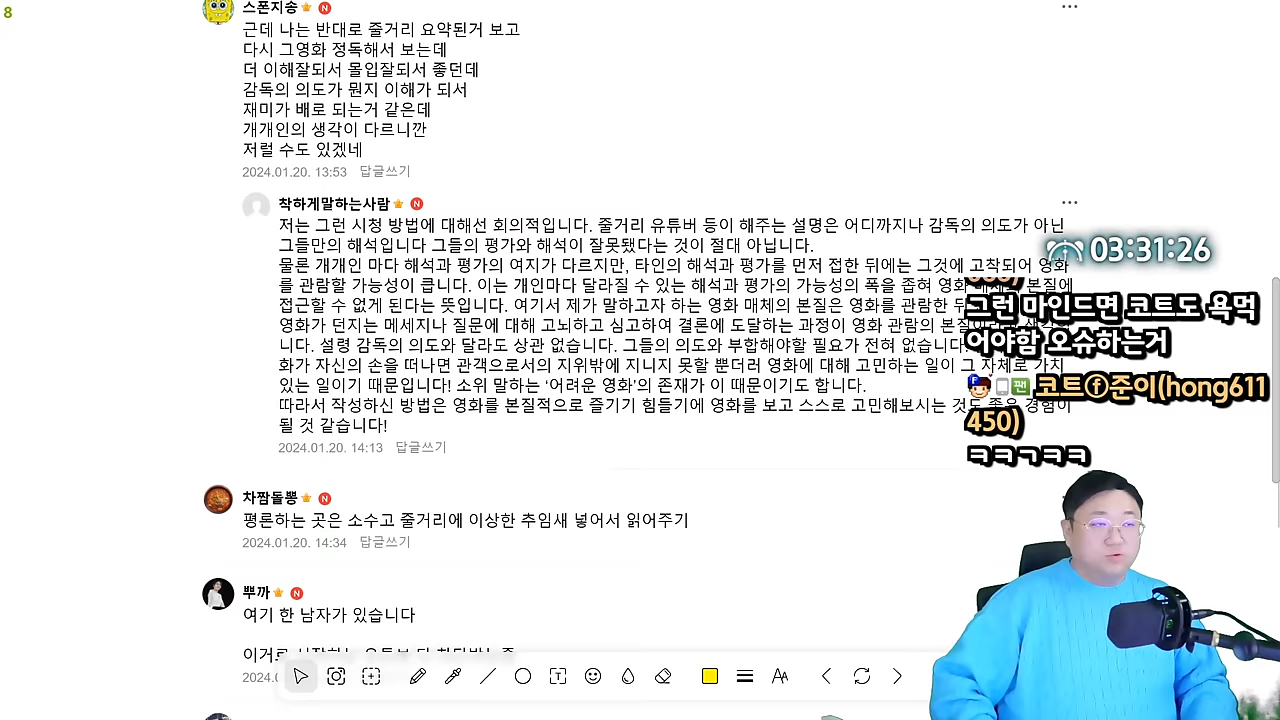 8
스폰지송
근데 나는 반대로 줄거리 요약된거 보고
다시 그영화 정독해서 보는데
더 이해잘되서 몰입잘되서 좋던데
감독의 의도가 뭔지 이해가 되서
재미가 배로 되는거 같은데
개개인의 생각이 다르니깐
저럴 수도 있겠네
2024.01.20. 13:53 답글쓰기
착하게말하는사람
저는 그런 시청 방법에 대해선 회의적입니다. 줄거리 유튜버 등이 해주는 설명은 어디까지나 감독의 의도가 아닌
그들만의 해석입니다 그들의 평가와 해석이 잘못됐다는 것이 절대 아닙니다.
물론 개개인 마다 해석과 평가의 여지가 다르지만, 타인의 해석과 평가를 먼저 접한 뒤에는 그것에 고착되어 영화
를 관람할 가능성이 큽니다. 이는 개인마다 달라질 수 있는 해석과 평가의 가능성의 폭을 좁혀 영화 매체의 본질에
접근할 수 없게 된다는 뜻입니다. 여기서 제가 말하고자 하는 영화 매체의 본질은 영화를 관람한
영화가 던지는 메세지나 질문에 대해 고뇌하고 심고하여 결론에 도달하는 과정이 영화 관람의
니다. 설령 감독의 의도와 달라도 상관 없습니다. 그들의 의도와 부합해야할 필요가 전혀 없습니다.
화가 자신의 손을 떠나면 관객으로서의 지위밖에 지니지 못할 뿐더러 영화에 대해 고민하는 일이 그 자체로 가치
있는 일이기 때문입니다! 소위 말하는 '어려운 영화'의 존재가 이 때문이기도 합니다.
따라서 작성하신 방법은 영화를 본질적으로 즐기기 힘들기에 영화를 보고 스스로 고민해보시는 것도 좋은 경험이
될 것 같습니다!
2024.01.20. 14:13 답글쓰기
차짬돌뽕
평론하는 곳은 소수고 줄거리에 이상한 추임새 넣어서 읽어주기
2024.01.20. 14:34 답글쓰기
뿌까
여기 한 남자가 있습니다
03:31:26
그런 마인드면 코트도 욕먹
어야함 오슈하는거
코트ⓕ준이(hong611
450)
ㅋㅋㄱㅋㅋ